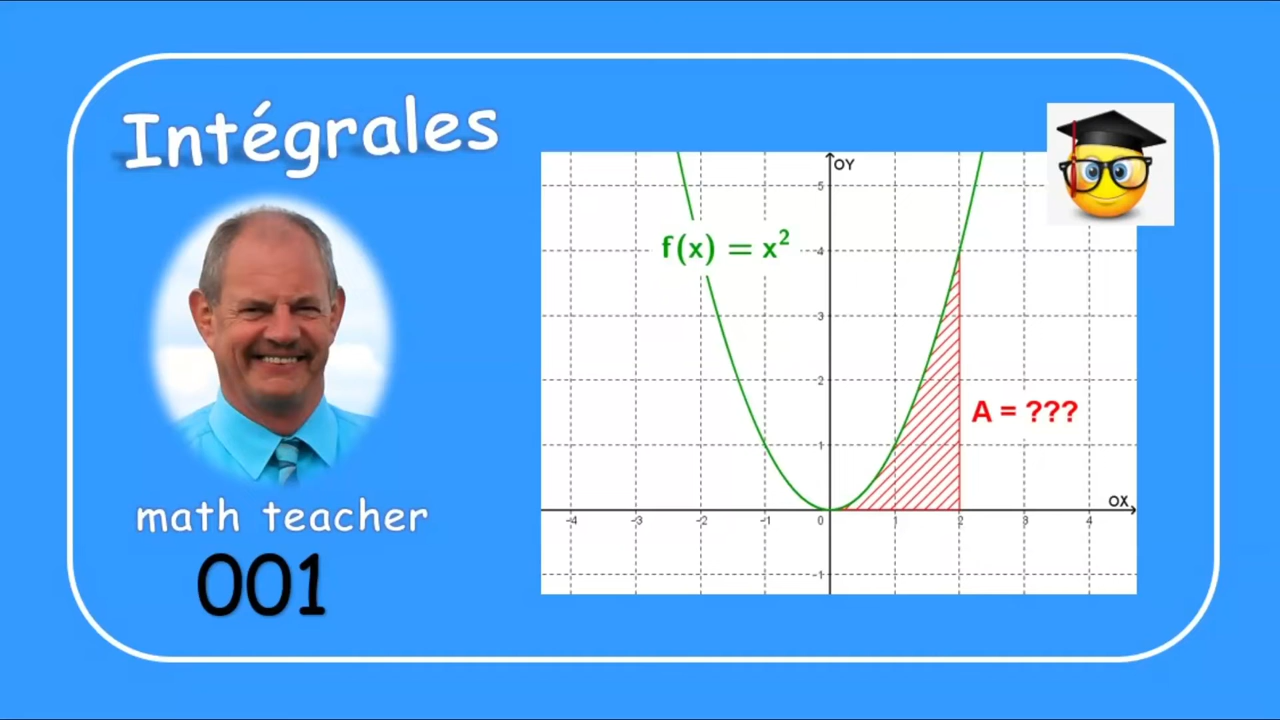 Intégrales
math teacher
001
OY
5
f(x) = x²
4
3
2
A = ???
1
OX
-4 -3 -2 -1 0 1 2 3 4
-1